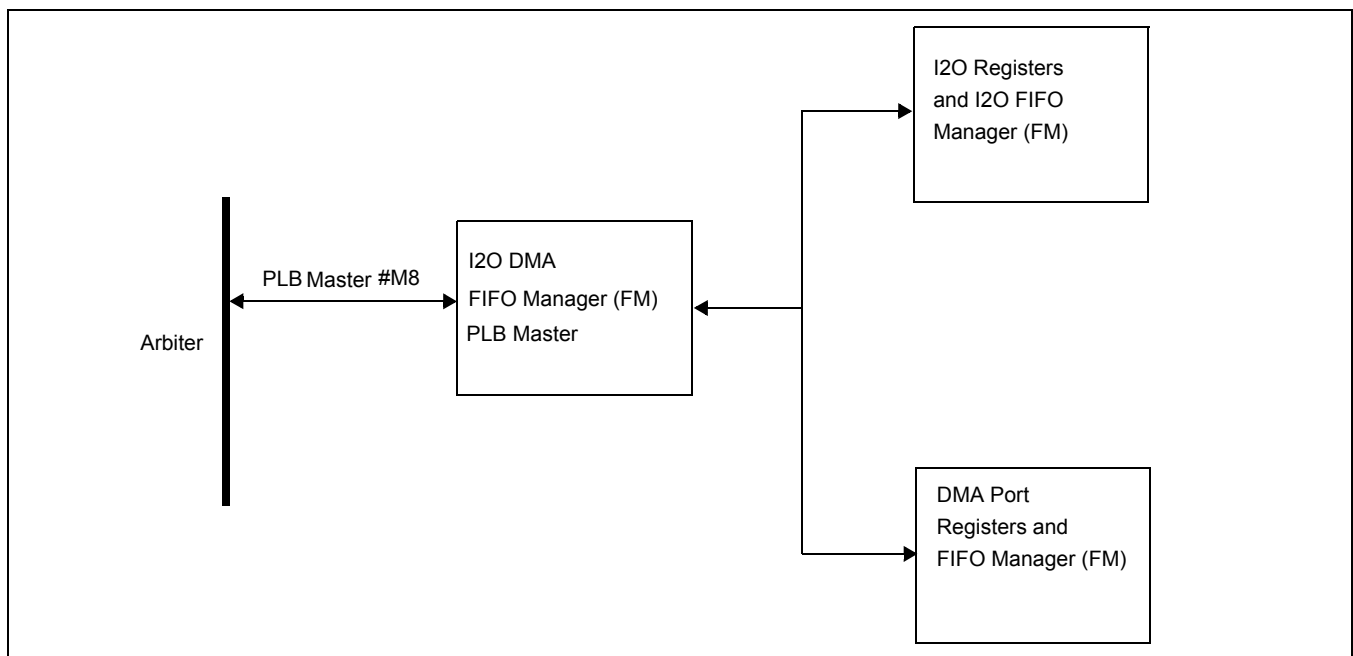 I2O Registers
and I2O FIFO
Manager (FM)
PLB Master #M8
I2O DMA
FIFO Manager (FM)
PLB Master
Arbiter
DMA Port
Registers and
FIFO Manager (FM)